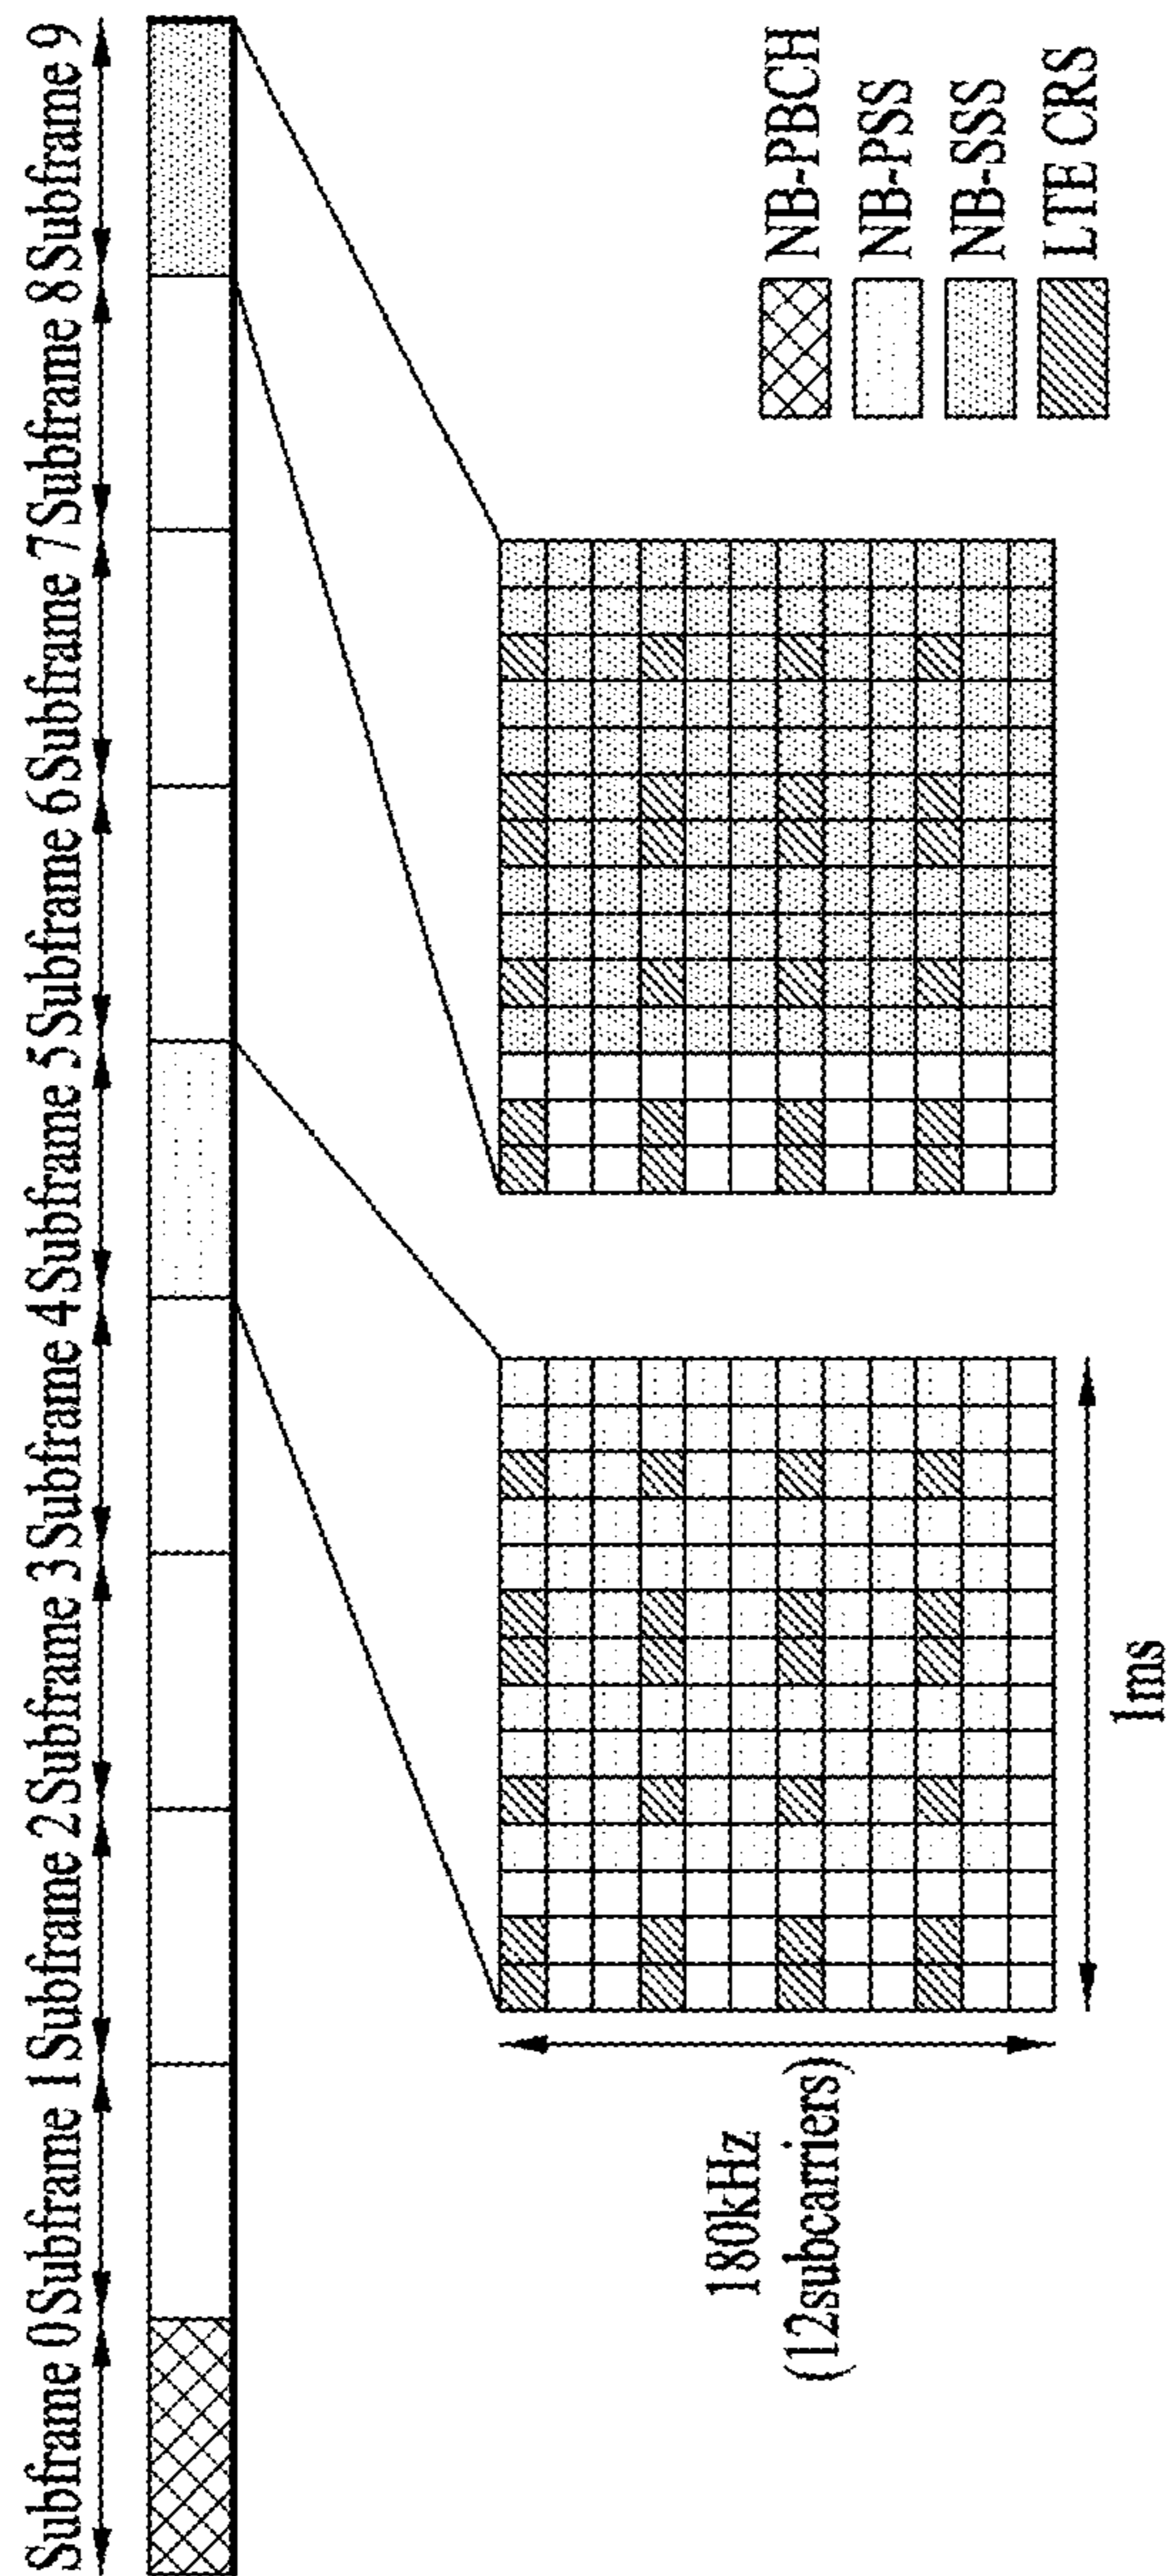 Subframe 0 Subframe 1 Subframe 2 Subframe 3 Subframe 4 Subframe 5 Subframe 6 Subframe 7 Subframe 8 Subframe 9
180kHz
(12subcarriers)
1ms
NB-PBCH
NB-PSS
NB-SSS
LTE CRS